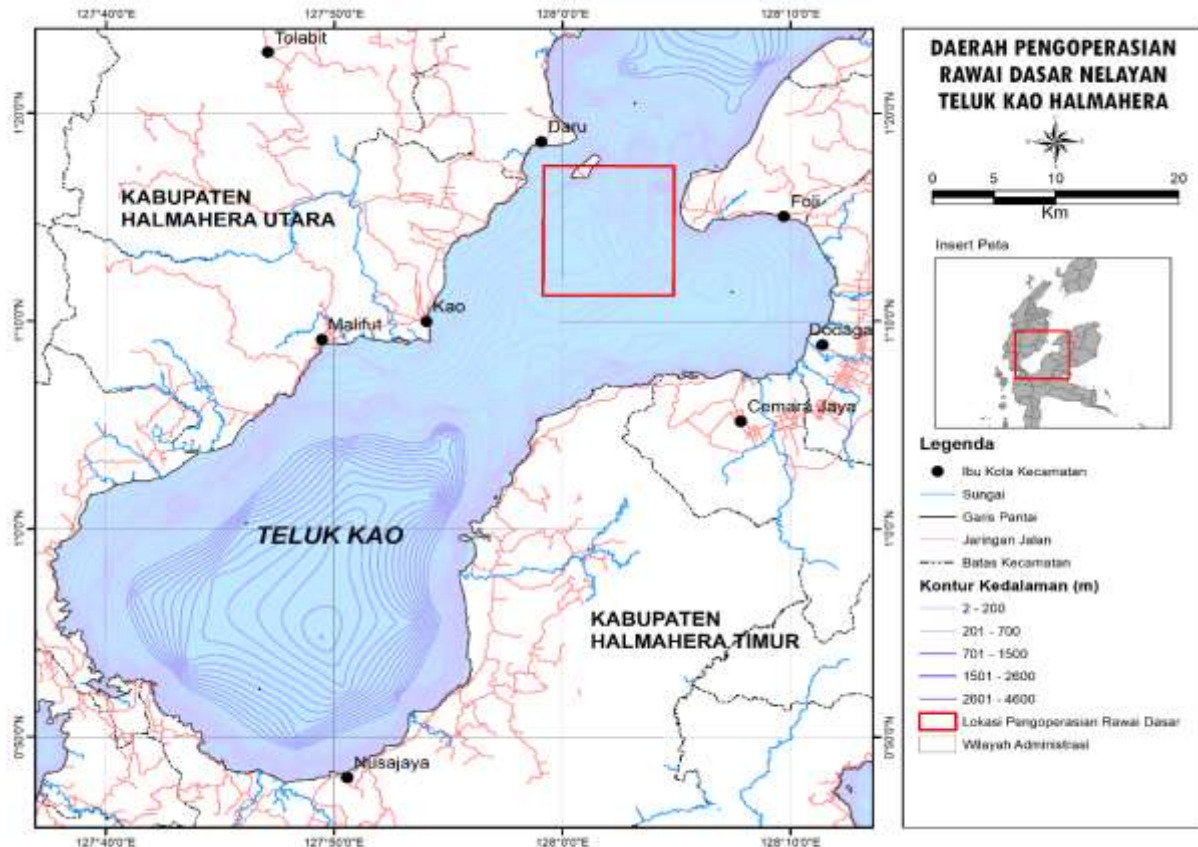 127°40'0"E
127°50'0"E
128°0'0"E
128°10'0"E
Tolabit
1°20'0"N
1°20'0"N
Daru
KABUPATEN
HALMAHERA UTARA
Foli
Kao
1°10'0"N
1°10'0"N
Malifut
Dodaga
Cemara Jaya
TELUK KAO
1°0'0"N
1°0'0"N
KABUPATEN
HALMAHERA TIMUR
0°50'0"N
0°50'0"N
Nusajaya
127°40'0"E
127°50'0"E
128°0'0"E
128°10'0"E
DAERAH PENGOPERASIAN
RAWAI DASAR NELAYAN
TELUK KAO HALMAHERA
0 5 10 20
Km
Insert Peta
Legenda
Ibu Kota Kecamatan
Sungai
Garis Pantai
Jaringan Jalan
Batas Kecamatan
Kontur Kedalaman (m)
2 - 200
201 - 700
701 - 1500
1501 - 2600
2601 - 4600
Lokasi Pengoperasian Rawai Dasar
Wilayah Administrasi